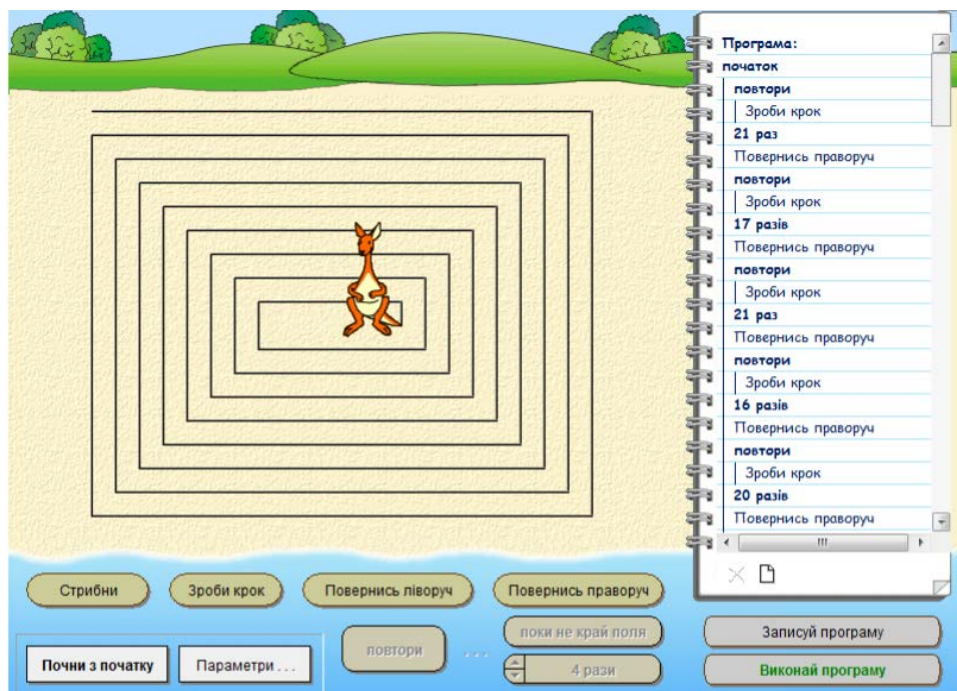 Програма:
початок
повтори
Зроби крок
21 раз
Повернись праворуч
повтори
Зроби крок
17 разів
Повернись праворуч
повтори
Зроби крок
21 раз
Повернись праворуч
повтори
Зроби крок
16 разів
Повернись праворуч
повтори
Зроби крок
20 разів
Повернись праворуч
Стрибни
Зроби крок
Повернись ліворуч
Повернись праворуч
Почни з початку
Параметри . . .
повтори
. . .
поки не край поля
4 рази
Записуй програму
Виконай програму